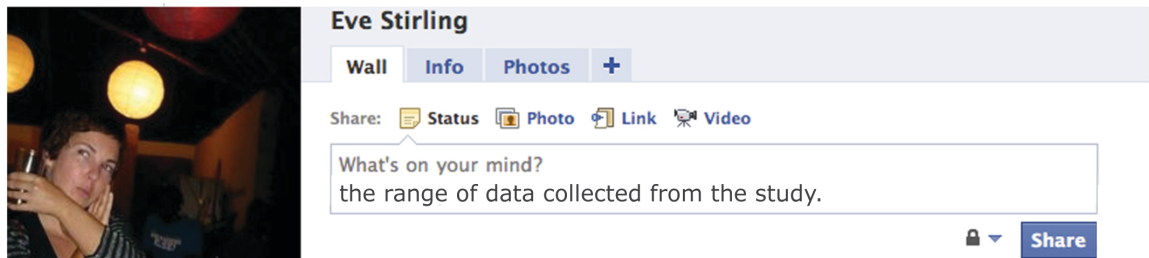 Eve Stirling
Wall Info Photos +
Share: Status Photo Link Video
What's on your mind?
the range of data collected from the study.
Share